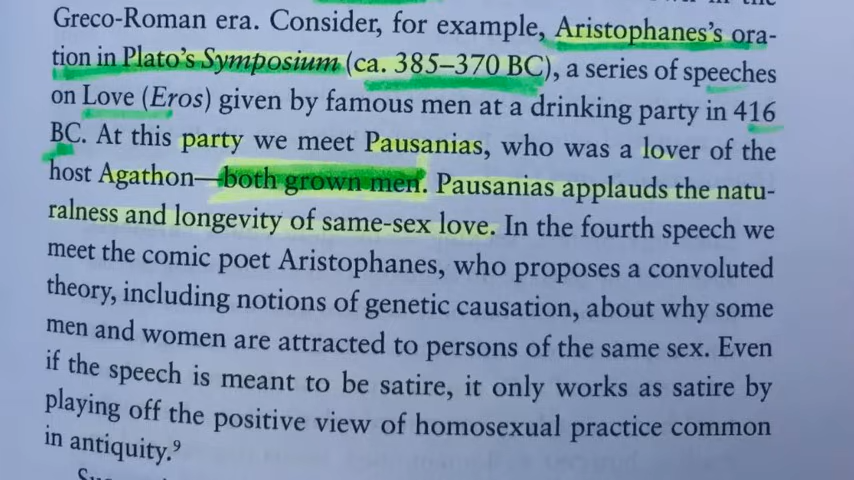 Greco-Roman era. Consider, for example, Aristophanes's ora-
tion in Plato's Symposium (ca. 385–370 BC), a series of speeches
on Love (Eros) given by famous men at a drinking party in 416
BC. At this party we meet Pausanias, who was a lover of the
host Agathon—both grown men. Pausanias applauds the natu-
ralness and longevity of same-sex love. In the fourth speech we
meet the comic poet Aristophanes, who proposes a convoluted
theory, including notions of genetic causation, about why some
men and women are attracted to persons of the same sex. Even
if the speech is meant to be satire, it only works as satire by
playing off the positive view of homosexual practice common
in antiquity.⁹